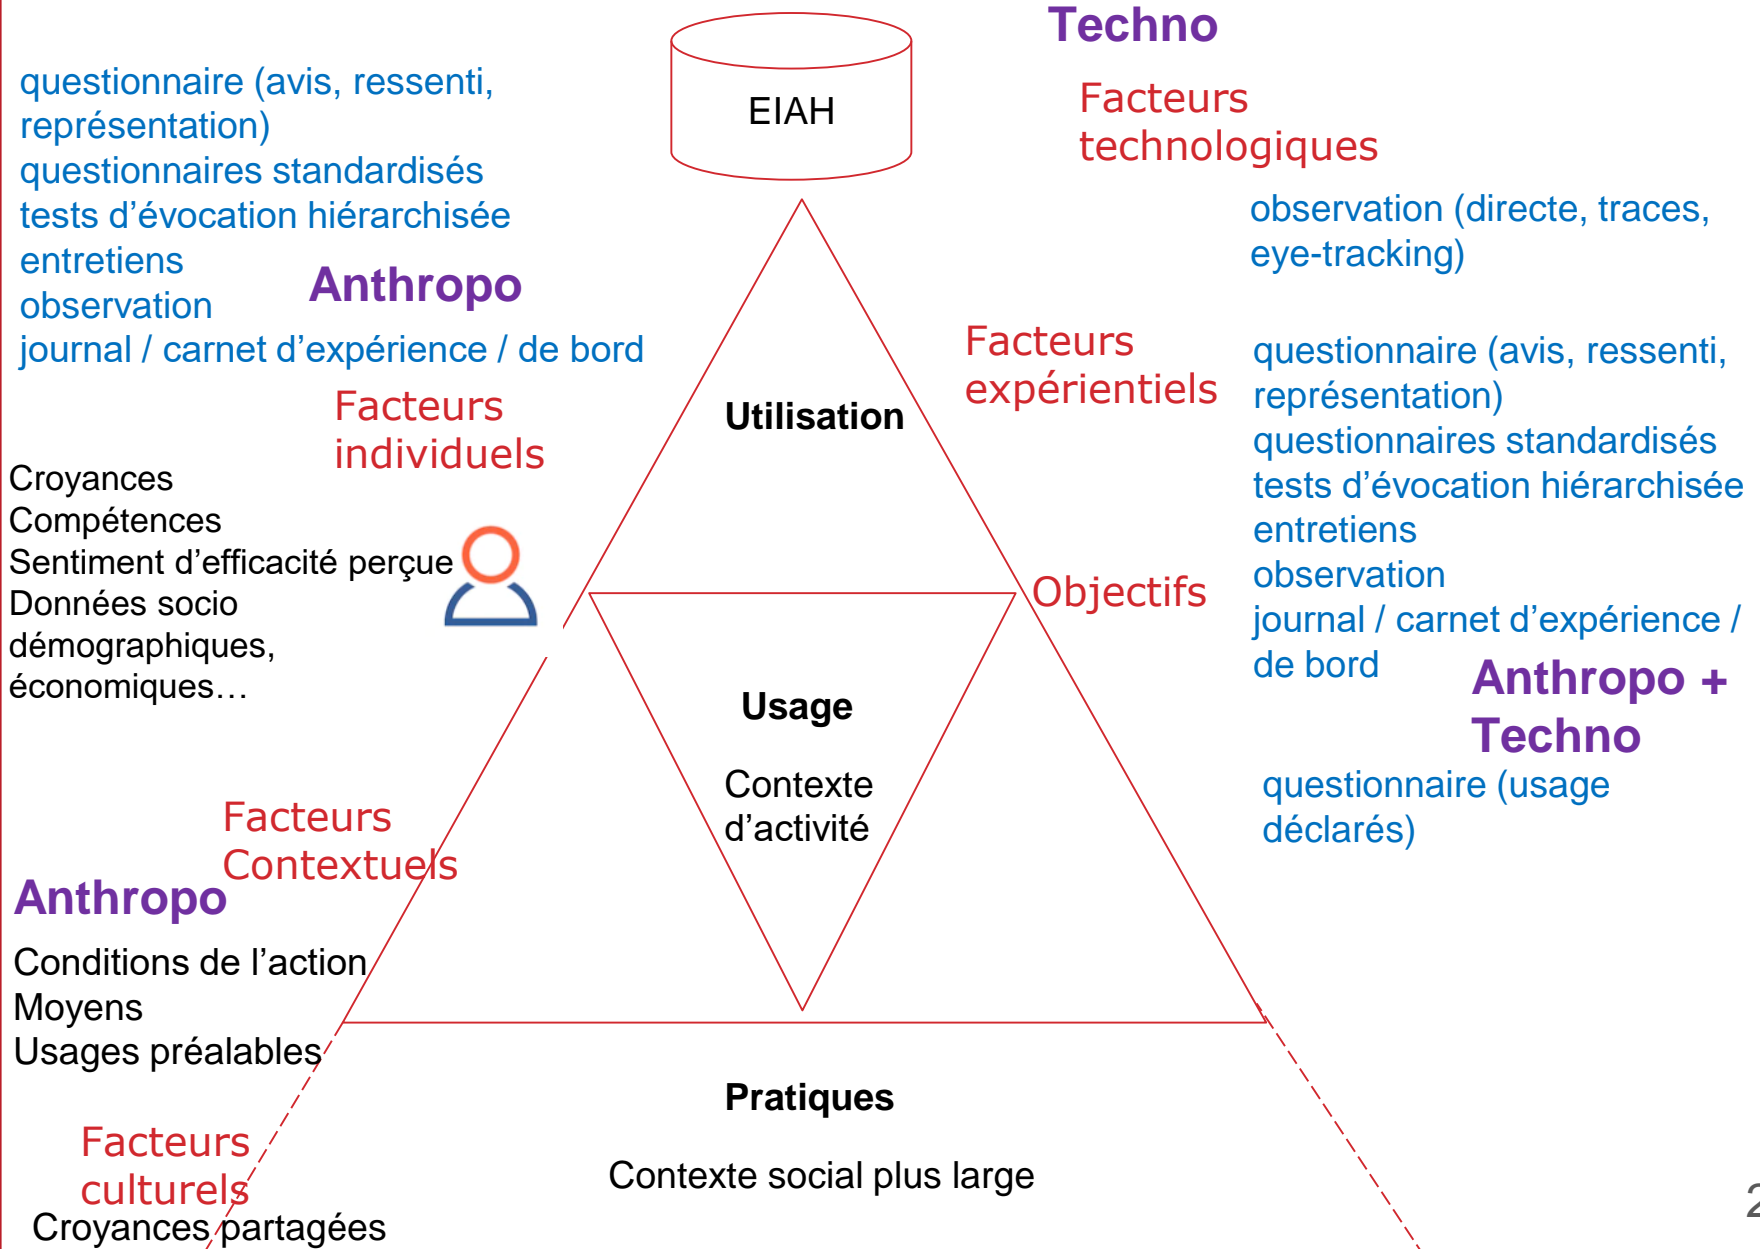 Techno
EIAH
Facteurs
technologiques
questionnaire (avis, ressenti,
représentation)
questionnaires standardisés
tests d’évocation hiérarchisée
entretiens
observation
journal / carnet d’expérience / de bord
Anthropo
observation (directe, traces,
eye-tracking)
Facteurs
individuels
Utilisation
Facteurs
expérientiels
questionnaire (avis, ressenti,
représentation)
questionnaires standardisés
tests d’évocation hiérarchisée
entretiens
observation
journal / carnet d’expérience /
de bord
Croyances
Compétences
Sentiment d’efficacité perçue
Données socio
démographiques,
économiques…
Objectifs
Anthropo +
Techno
Usage
Contexte
d’activité
questionnaire (usage
déclarés)
Facteurs
Contextuels
Anthropo
Conditions de l’action
Moyens
Usages préalables
Pratiques
Contexte social plus large
Facteurs
culturels
Croyances partagées